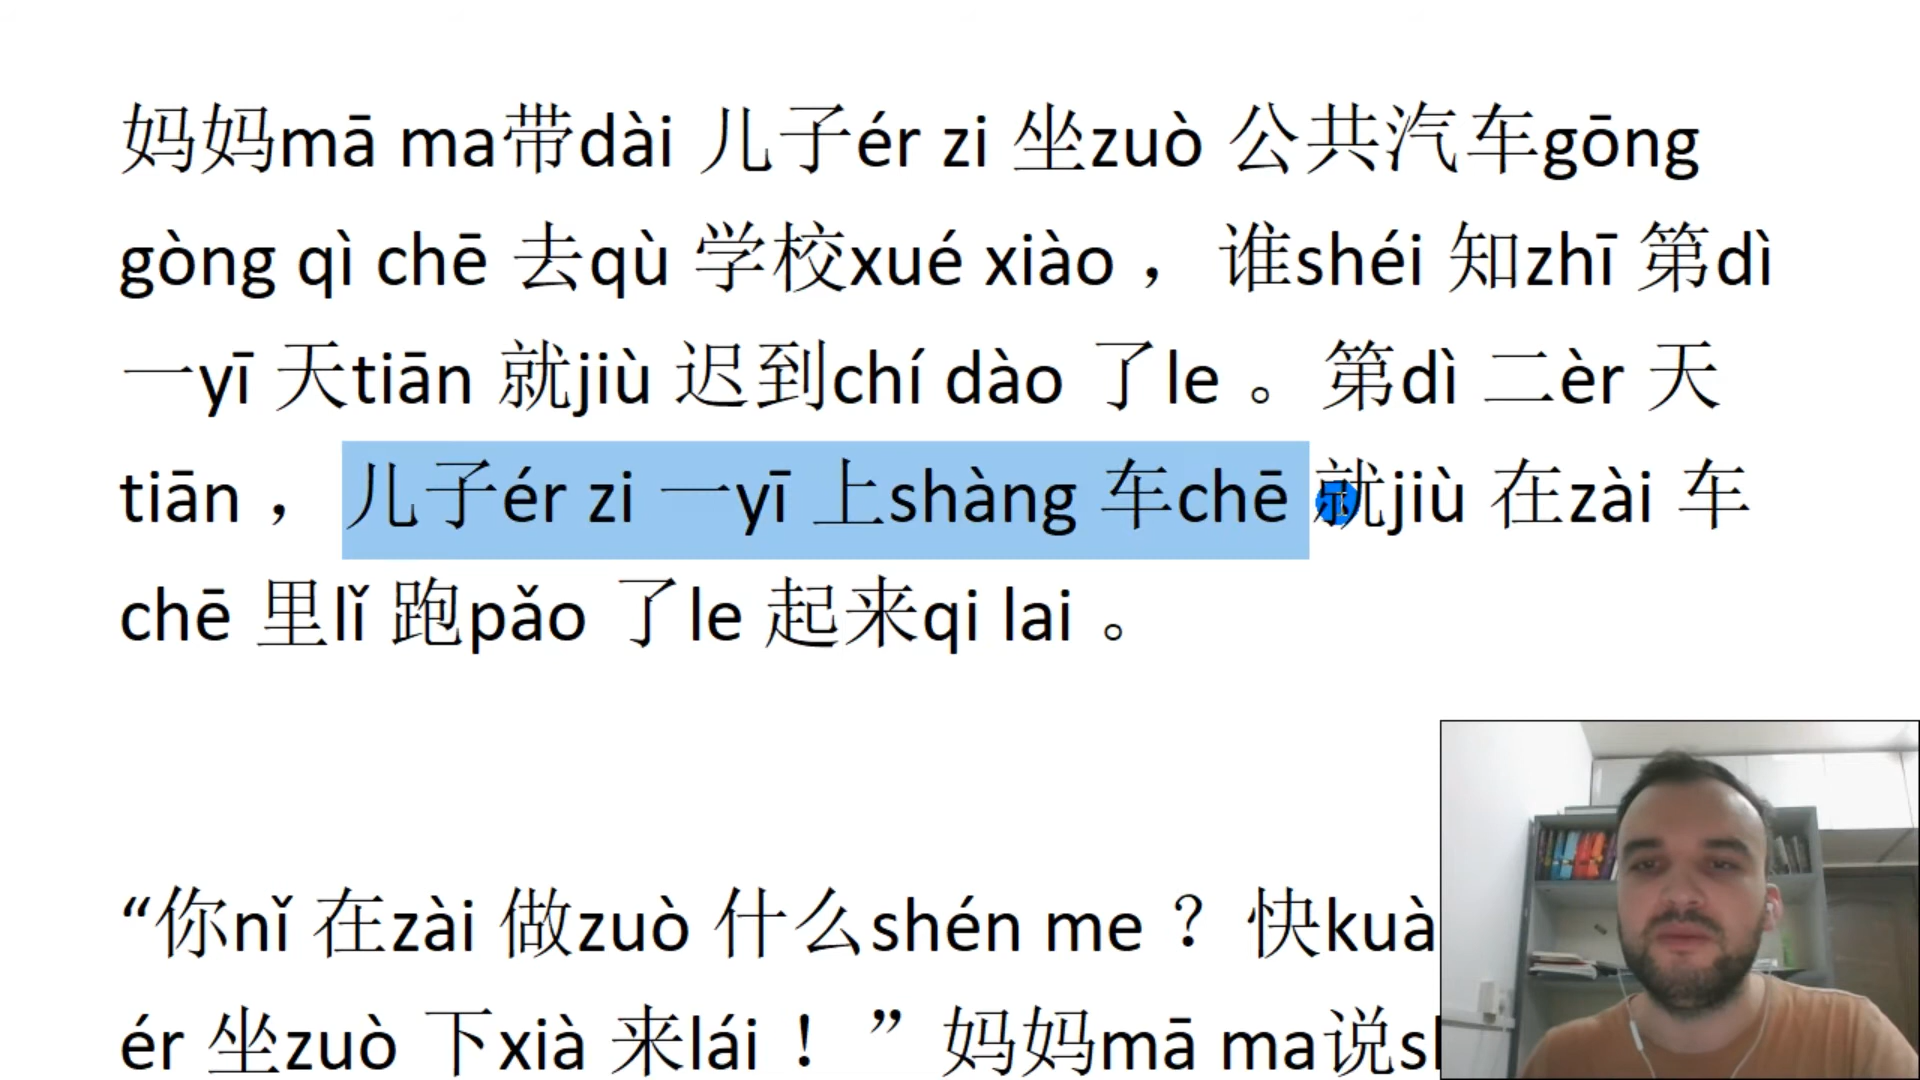 妈妈mā ma带dài 儿子ér zi 坐zuò 公共汽车gōng
gòng qì chē 去qù 学校xué xiào ，谁shéi 知zhī 第dì
一yī 天tiān 就jiù 迟到chí dào 了le 。第dì 二èr 天
tiān ，儿子ér zi 一yī 上shàng 车chē 就jiù 在zài 车
chē 里lǐ 跑pǎo 了le 起来qi lai 。
“你nǐ 在zài 做zuò 什么shén me ？快kuà
ér 坐zuò 下xià 来lái ！”妈妈mā ma说s